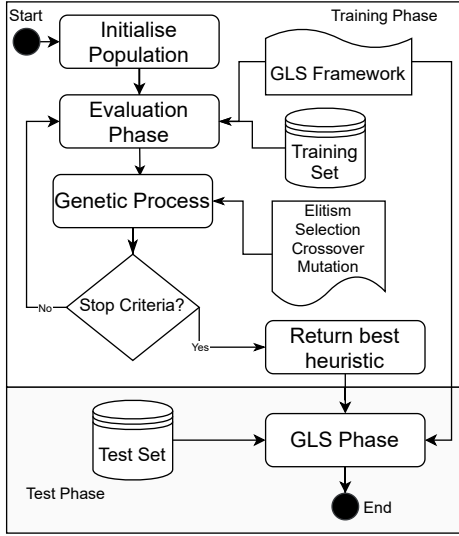 Start
Training Phase
Initialise
Population
GLS Framework
Evaluation
Phase
Training
Set
Genetic Process
Elitism
Selection
Crossover
Mutation
Stop Criteria?
No
Yes
Return best
heuristic
Test Set
GLS Phase
Test Phase
End